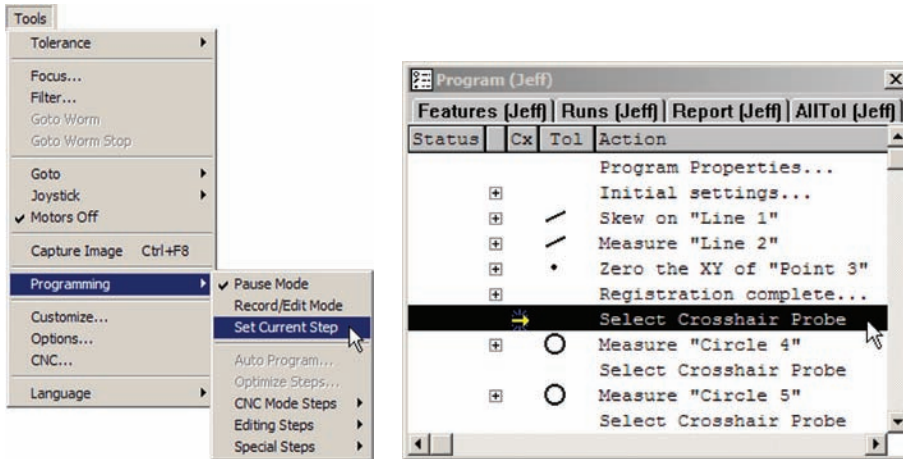 Tools
Tolerance
Focus...
Filter...
Goto Worm
Goto Worm Stop
Goto
Joystick
Motors Off
Capture Image Ctrl+F8
Programming
Customize...
Options...
CNC...
Language
Pause Mode
Record/Edit Mode
Set Current Step
Auto Program...
Optimize Steps...
CNC Mode Steps
Editing Steps
Special Steps
Program (Jeff)
Features (Jeff) Runs (Jeff) Report (Jeff) AllTol (Jeff)
Status Cx Tol Action
Program Properties...
Initial settings...
Skew on "Line 1"
Measure "Line 2"
Zero the XY of "Point 3"
Registration complete...
Select Crosshair Probe
Measure "Circle 4"
Select Crosshair Probe
Measure "Circle 5"
Select Crosshair Probe